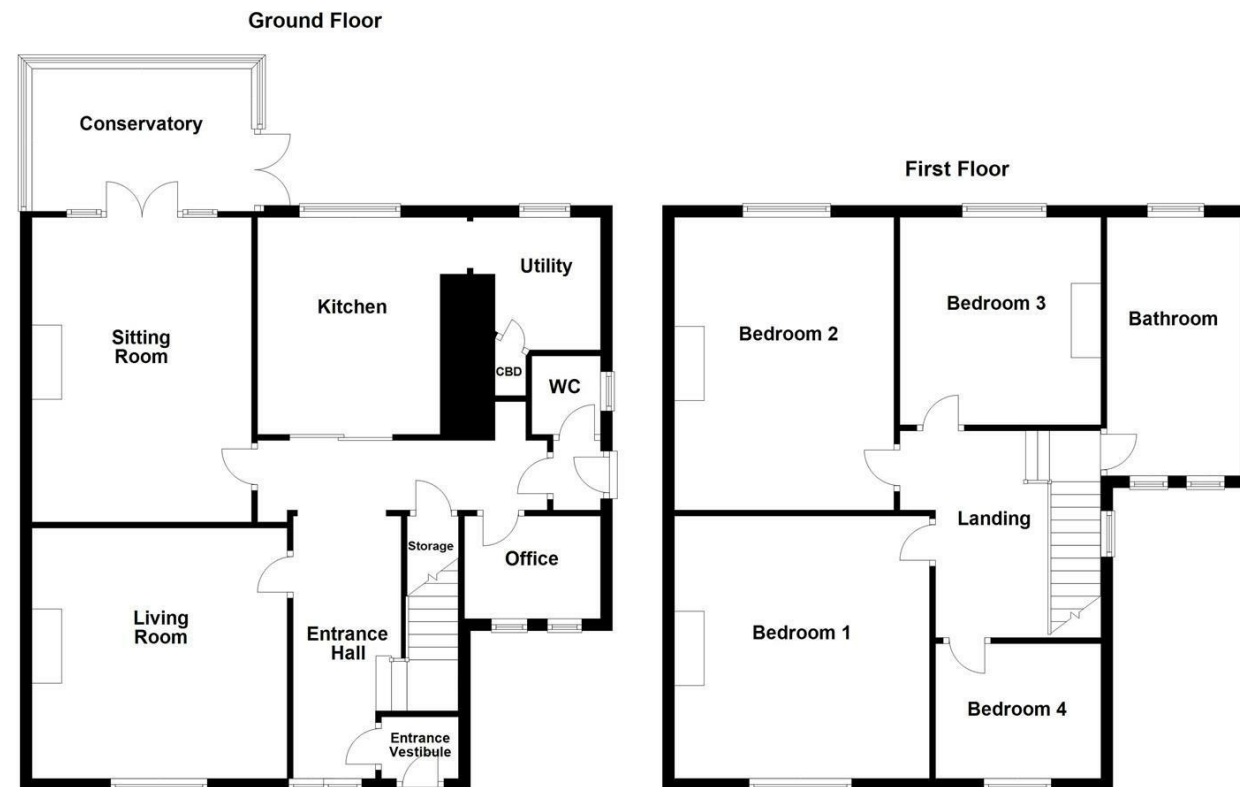 Ground Floor
Conservatory
Sitting
Room
Kitchen
Utility
CBD
WC
Storage
Office
Living
Room
Entrance
Hall
Entrance
Vestibule
First Floor
Bedroom 2
Bedroom 3
Bathroom
Landing
Bedroom 1
Bedroom 4